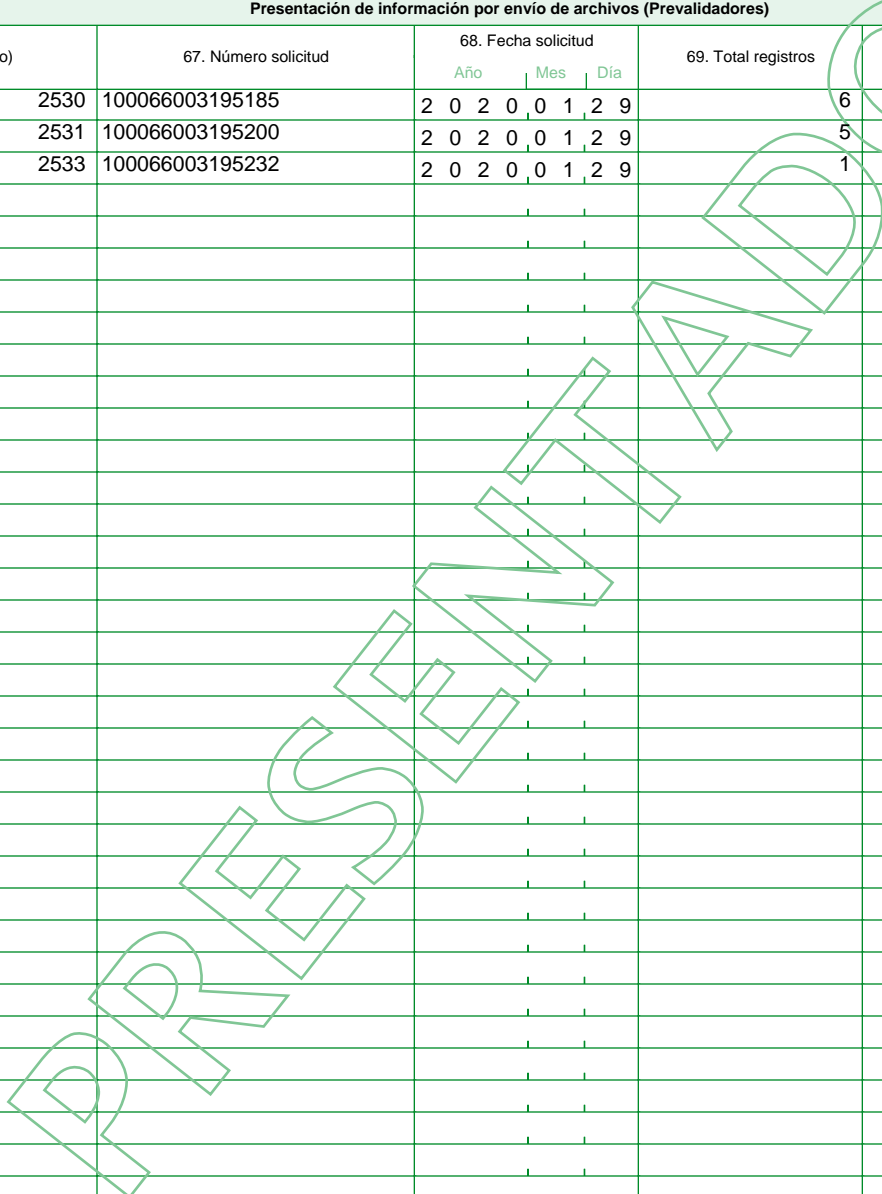 Presentación de información por envío de archivos (Prevalidadores)
o) 67. Número solicitud 68. Fecha solicitud 69. Total registros
Año Mes Día
2530 100066003195185 2 0 2 0 0 1 2 9 6
2531 100066003195200 2 0 2 0 0 1 2 9 5
2533 100066003195232 2 0 2 0 0 1 2 9 1
PRESENTADO